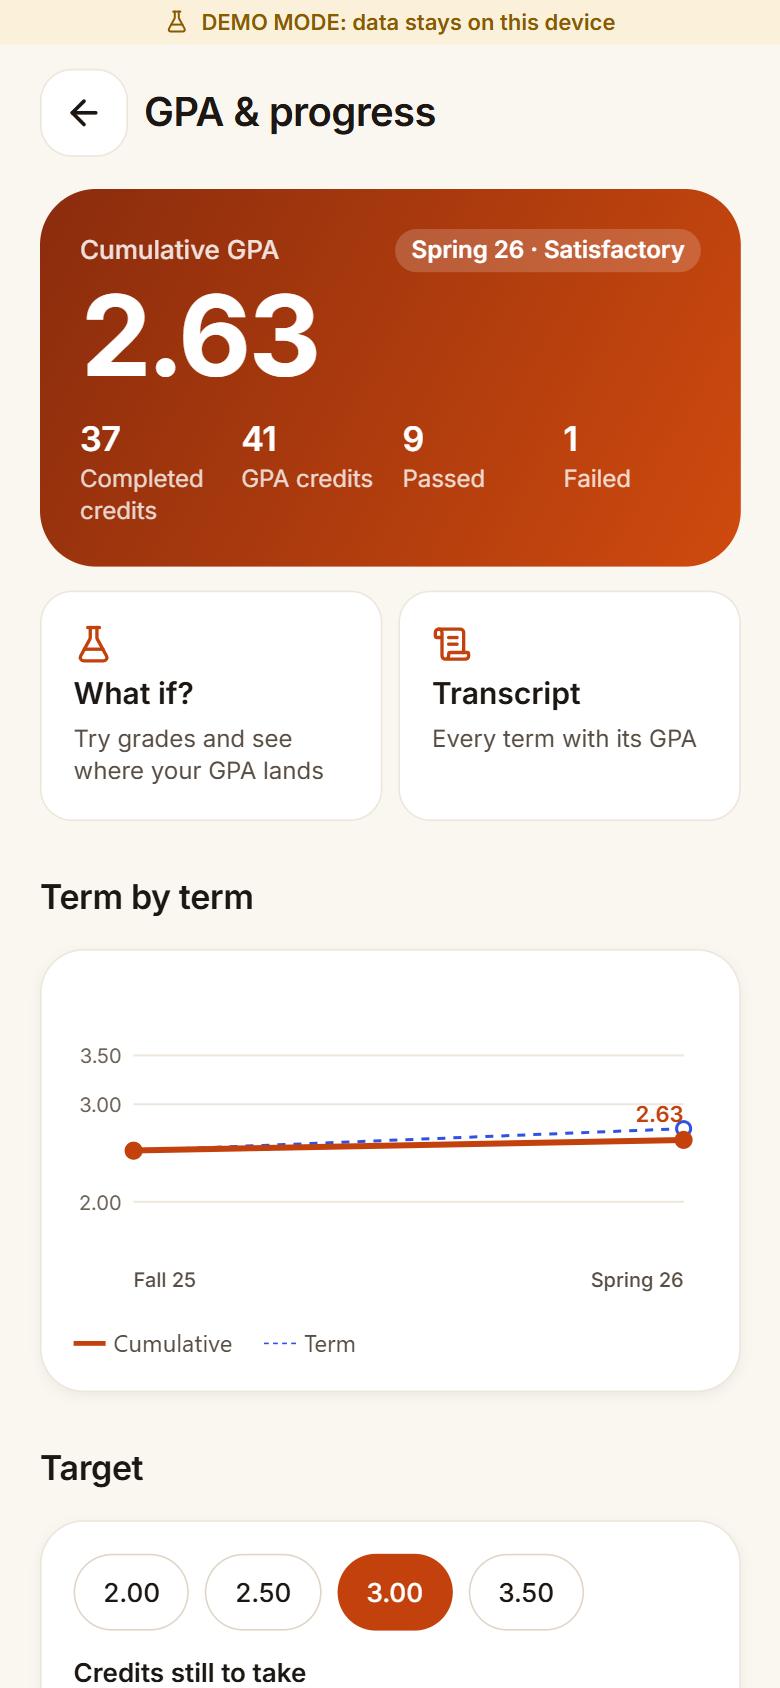 DEMO MODE: data stays on this device
GPA & progress
Cumulative GPA
Spring 26 · Satisfactory
2.63
37
Completed
credits
41
GPA credits
9
Passed
1
Failed
What if?
Try grades and see
where your GPA lands
Transcript
Every term with its GPA
Term by term
3.50
3.00
2.63
2.00
Fall 25
Spring 26
Cumulative
Term
Target
2.00
2.50
3.00
3.50
Credits still to take